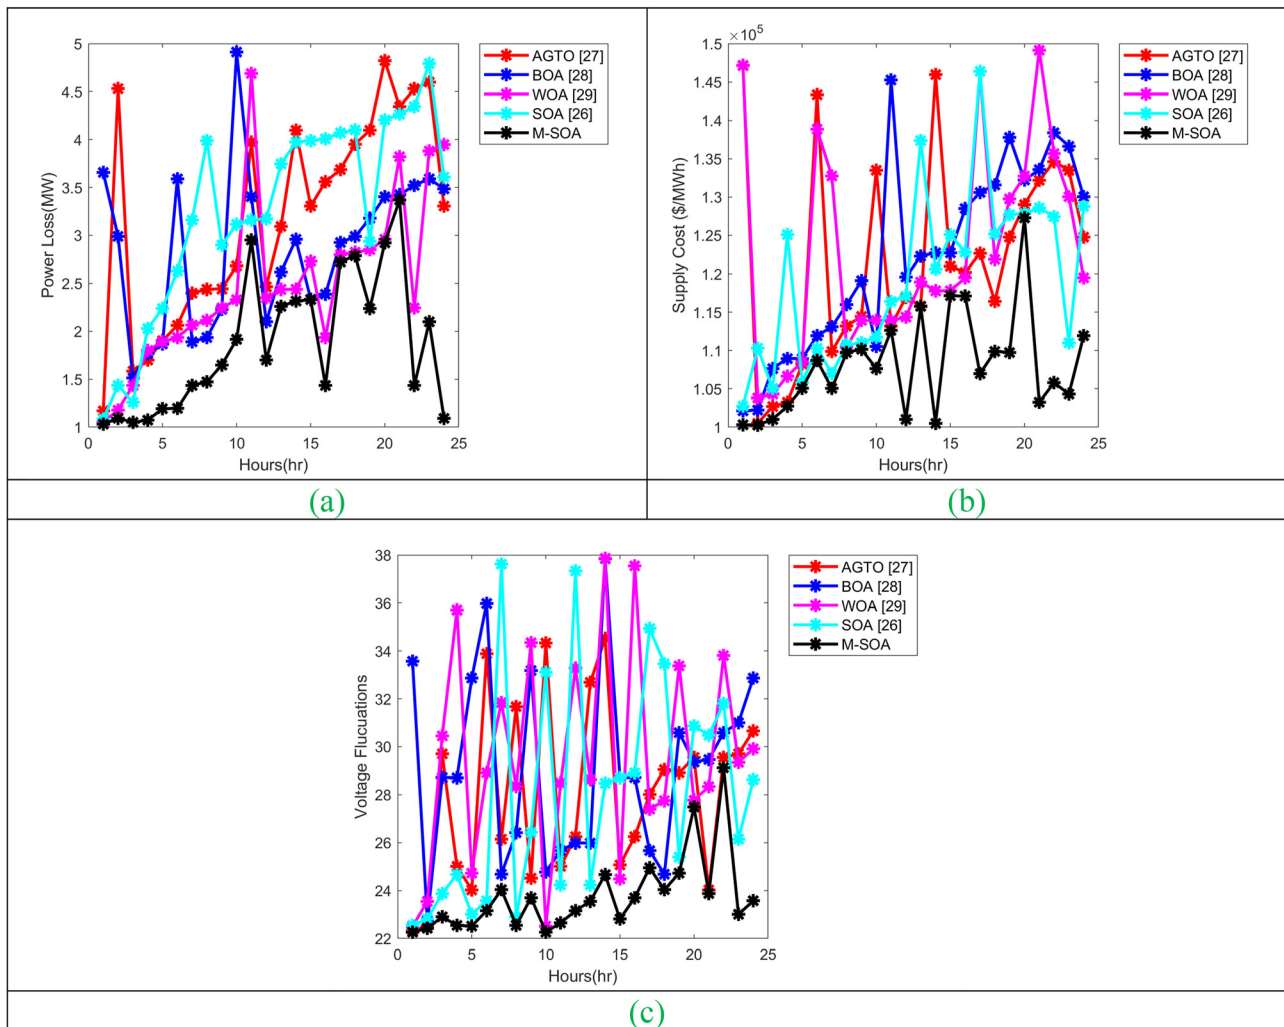 ×10⁵
5
4.5
4
3.5
3
2.5
2
1.5
1
Power Loss(MW)
0
5
10
15
20
25
Hours(hr)
AGTO [27]
BOA [28]
WOA [29]
SOA [26]
M-SOA
1.5
1.45
1.4
1.35
1.3
1.25
1.2
1.15
1.1
1.05
1
Supply Cost ($/MWh)
0
5
10
15
20
25
Hours(hr)
AGTO [27]
BOA [28]
WOA [29]
SOA [26]
M-SOA
(a)
(b)
38
36
34
32
30
28
26
24
22
Voltage Flucuations
0
5
10
15
20
25
Hours(hr)
AGTO [27]
BOA [28]
WOA [29]
SOA [26]
M-SOA
(c)